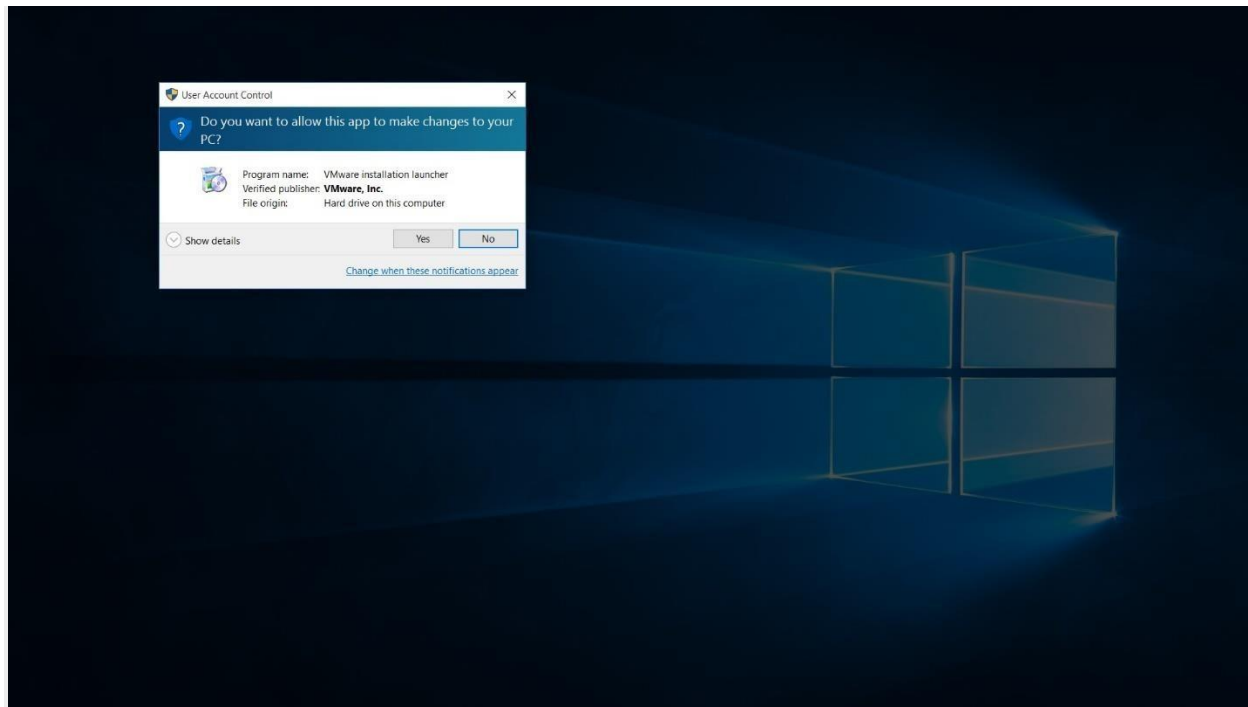 User Account Control
Do you want to allow this app to make changes to your
PC?
Program name: VMware installation launcher
Verified publisher: VMware, Inc.
File origin: Hard drive on this computer
Show details
Yes No
Change when these notifications appear